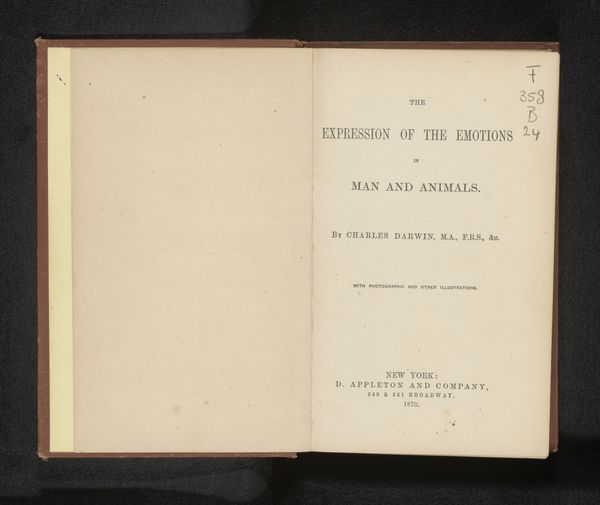 F
358
B
24
THE
EXPRESSION OF THE EMOTIONS
IN
MAN AND ANIMALS.
BY CHARLES DARWIN, M.A., F.R.S., &c.
WITH PHOTOGRAPHIC AND OTHER ILLUSTRATIONS.
NEW YORK:
D. APPLETON AND COMPANY,
549 & 551 BROADWAY.
1873.